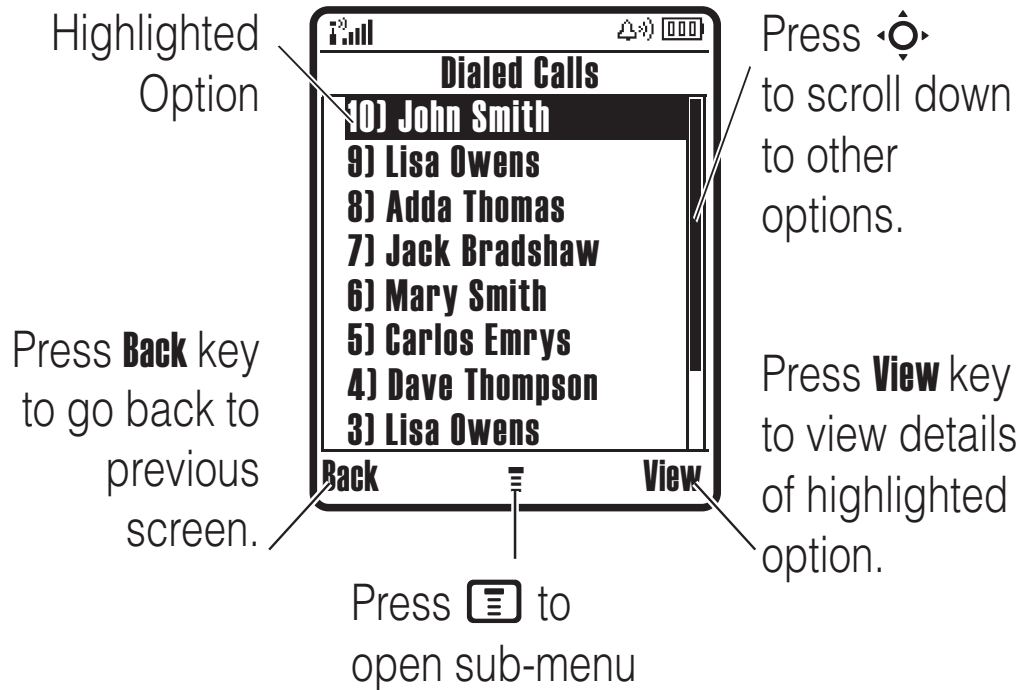 Highlighted
Option
Dialed Calls
10) John Smith
9) Lisa Owens
8) Adda Thomas
7) Jack Bradshaw
6) Mary Smith
5) Carlos Emrys
4) Dave Thompson
3) Lisa Owens
Back
View
Press
to scroll down
to other
options.
Press Back key
to go back to
previous
screen.
Press View key
to view details
of highlighted
option.
Press to
open sub-menu